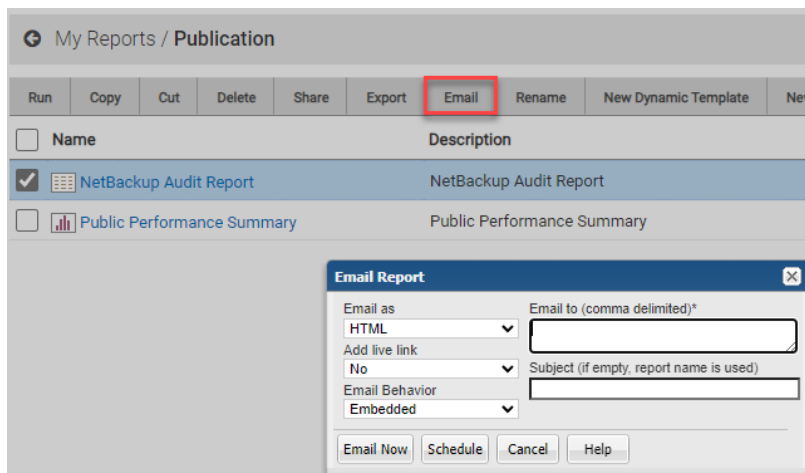 My Reports / Publication
Run Copy Cut Delete Share Export Email Rename New Dynamic Template
Name Description
NetBackup Audit Report NetBackup Audit Report
Public Performance Summary Public Performance Summary
Email Report
Email as Email to (comma delimited)*
HTML
Add live link
No Subject (if empty, report name is used)
Email Behavior
Embedded
Email Now Schedule Cancel Help